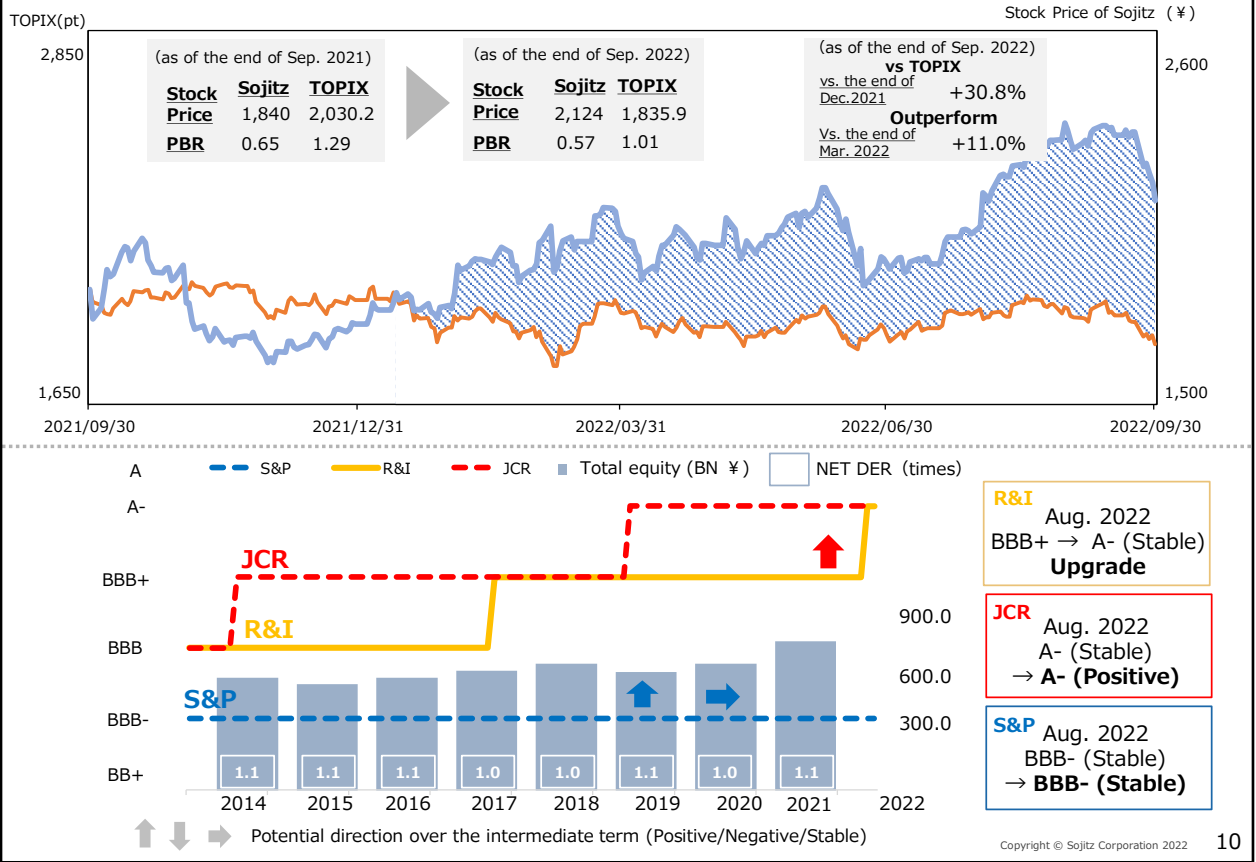 TOPIX(pt)
Stock Price of Sojitz (¥)
2,850
2,600
(as of the end of Sep. 2021)
Sojitz TOPIX
Stock
Price 1,840 2,030.2
PBR 0.65 1.29
(as of the end of Sep. 2022)
Sojitz TOPIX
Stock
Price 2,124 1,835.9
PBR 0.57 1.01
(as of the end of Sep. 2022)
vs TOPIX
vs. the end of
Dec.2021 +30.8%
Outperform
Vs. the end of
Mar. 2022 +11.0%
1,650
1,500
2021/09/30 2021/12/31 2022/03/31 2022/06/30 2022/09/30
S&P R&I JCR Total equity (BN ¥) NET DER (times)
A
A-
BBB+
BBB
BBB-
BB+
JCR
R&I
S&P
900.0
600.0
300.0
1.1 1.1 1.1 1.0 1.0 1.1 1.0 1.1
2014 2015 2016 2017 2018 2019 2020 2021 2022
R&I
Aug. 2022
BBB+ → A- (Stable)
Upgrade
JCR
Aug. 2022
A- (Stable)
→ A- (Positive)
S&P
Aug. 2022
BBB- (Stable)
→ BBB- (Stable)
Potential direction over the intermediate term (Positive/Negative/Stable)
Copyright © Sojitz Corporation 2022 10